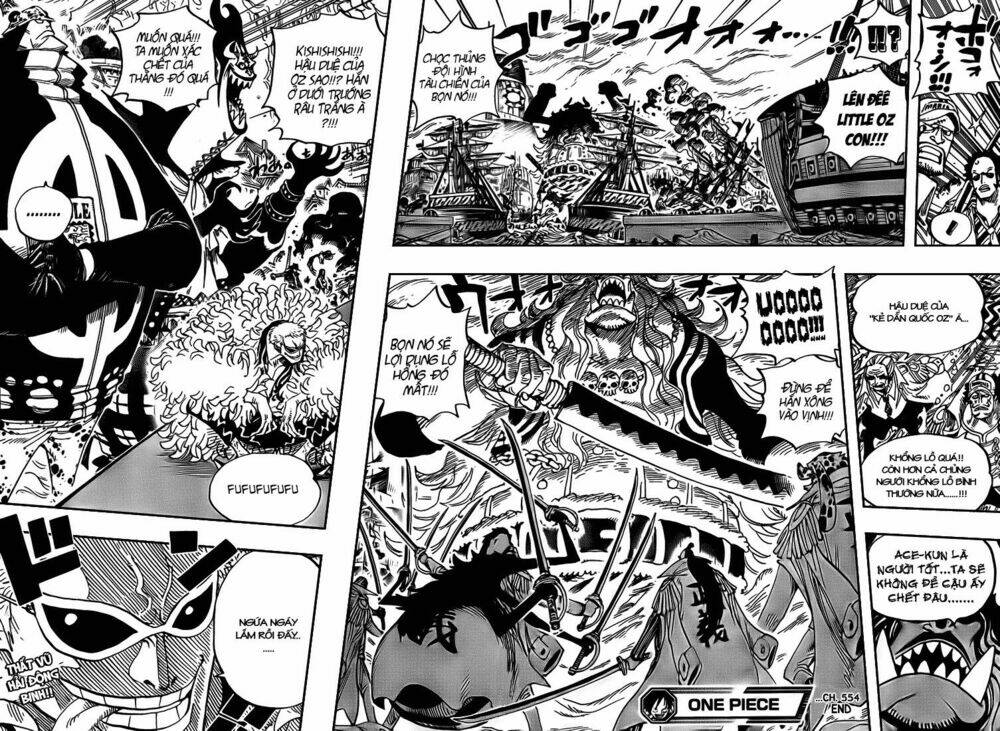 !!?
LÊN ĐÊÊ
LITTLE OZ
CON!!!
CHỌC THỦNG
ĐỘI HÌNH
TÀU CHIẾN CỦA
BỌN NÓ!!!
HẬU DUỆ CỦA
"KẺ DẪN QUỐC OZ" Á...
KHỔNG LỒ QUÁ!!
CÒN HƠN CẢ CHỦNG
NGƯỜI KHỔNG LỒ BÌNH
THƯỜNG NỮA......!!!
ACE-KUN LÀ
NGƯỜI TỐT...TA SẼ
KHÔNG ĐỂ CẬU ẤY
CHẾT ĐÂU.......
UOOOO
OOOO!!!!
ĐỪNG ĐỂ
HẮN XÔNG
VÀO VỊNH!!!
BỌN NÓ SẼ
LỢI DỤNG LỖ
HỔNG ĐÓ
MẤT!!!
ONE PIECE
...CH_554
/ END
KISHISHISHI!!!
HẬU DUỆ CỦA
OZ SAO!!!? HẮN
Ở DƯỚI TRƯỚNG
RÂU TRẮNG À
?!!!
MUỐN QUÁ!!!
TA MUỐN XÁC
CHẾT CỦA
THẰNG ĐÓ QUÁ
!!!
.........
FUFUFUFUFU
ドン
NGỨA NGÁY
LẮM RỒI ĐẤY..
.....
THẤT VŨ
HẢI ĐỘNG
BINH!!